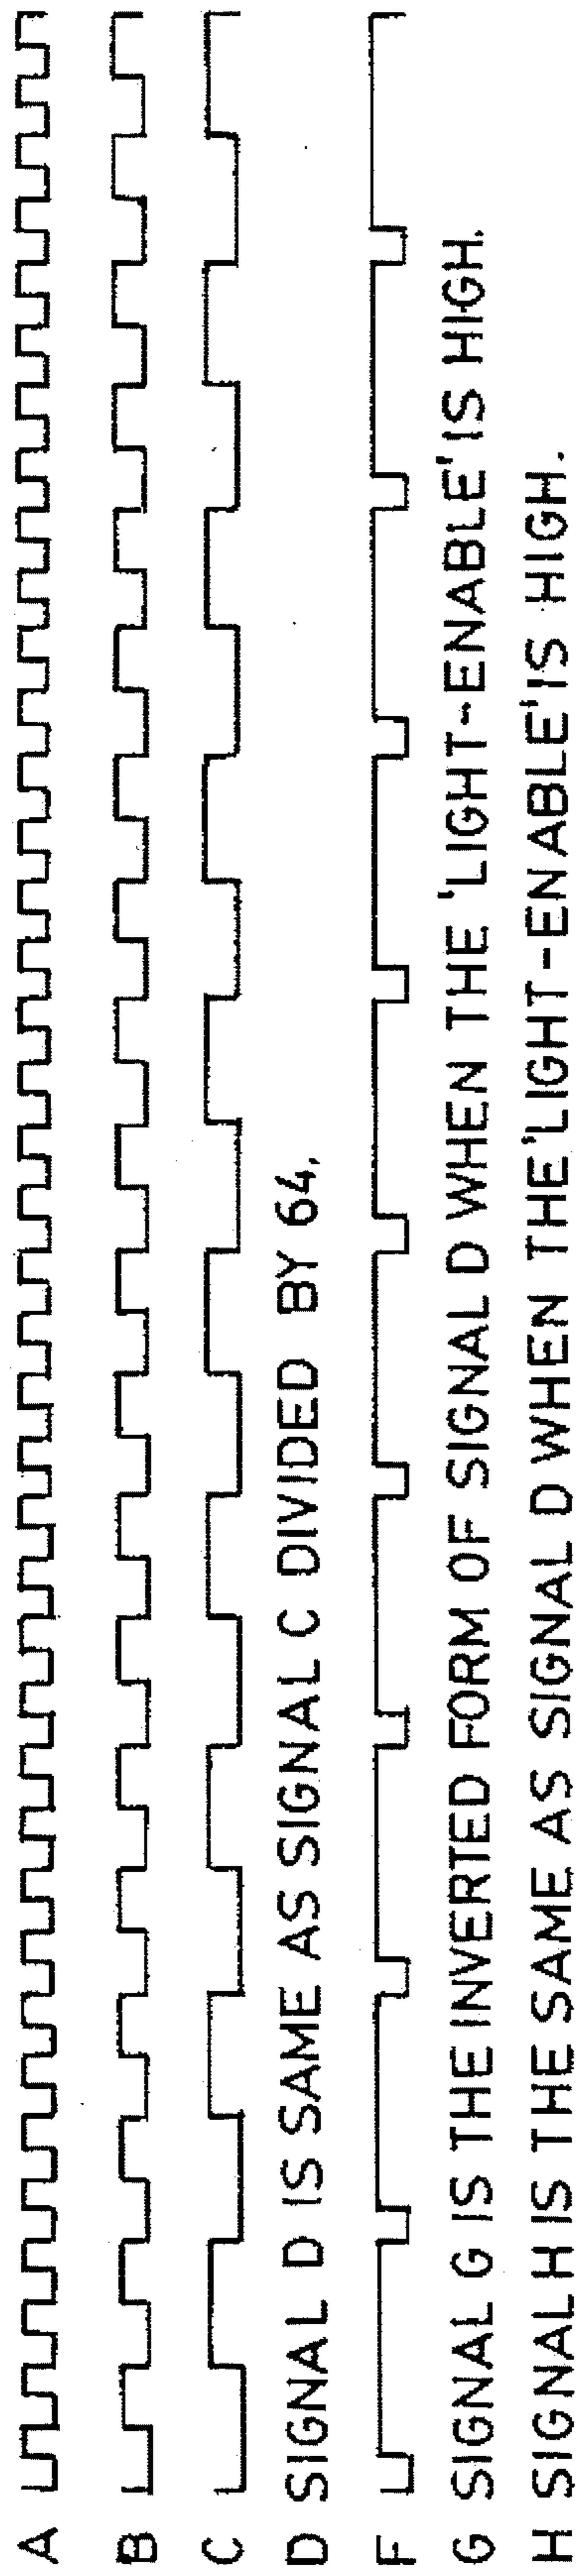 A
B
C
D SIGNAL D IS SAME AS SIGNAL C DIVIDED BY 64.
F
G SIGNAL G IS THE INVERTED FORM OF SIGNAL D WHEN THE 'LIGHT-ENABLE' IS HIGH.
H SIGNAL H IS THE SAME AS SIGNAL D WHEN THE 'LIGHT-ENABLE' IS HIGH.